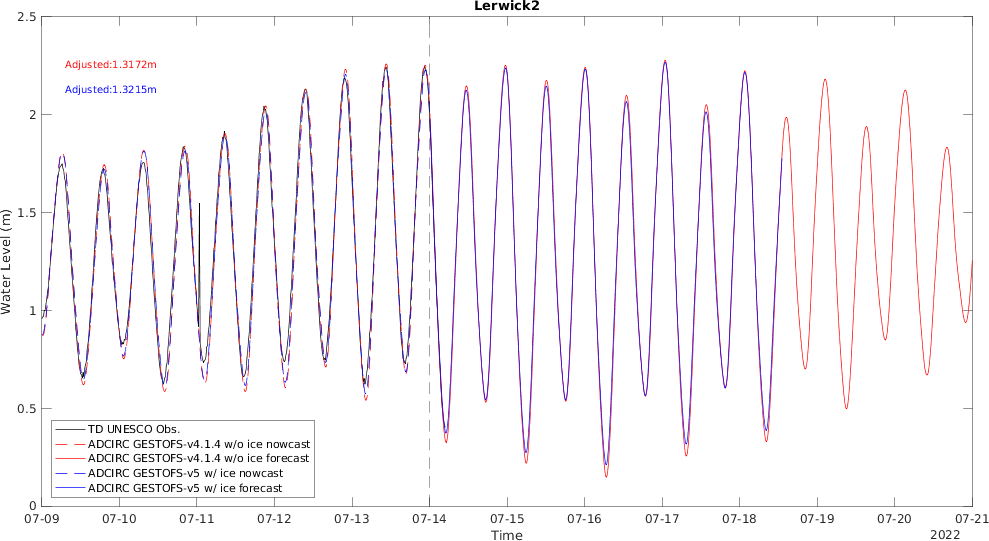 Lerwick2
2.5
2
1.5
1
0.5
0
Water Level (m)
Adjusted:1.3172m
Adjusted:1.3215m
TD UNESCO Obs.
ADCIRC GESTOFS-v4.1.4 w/o ice nowcast
ADCIRC GESTOFS-v4.1.4 w/o ice forecast
ADCIRC GESTOFS-v5 w/ ice nowcast
ADCIRC GESTOFS-v5 w/ ice forecast
07-09 07-10 07-11 07-12 07-13 07-14 07-15 07-16 07-17 07-18 07-19 07-20 07-21
Time
2022